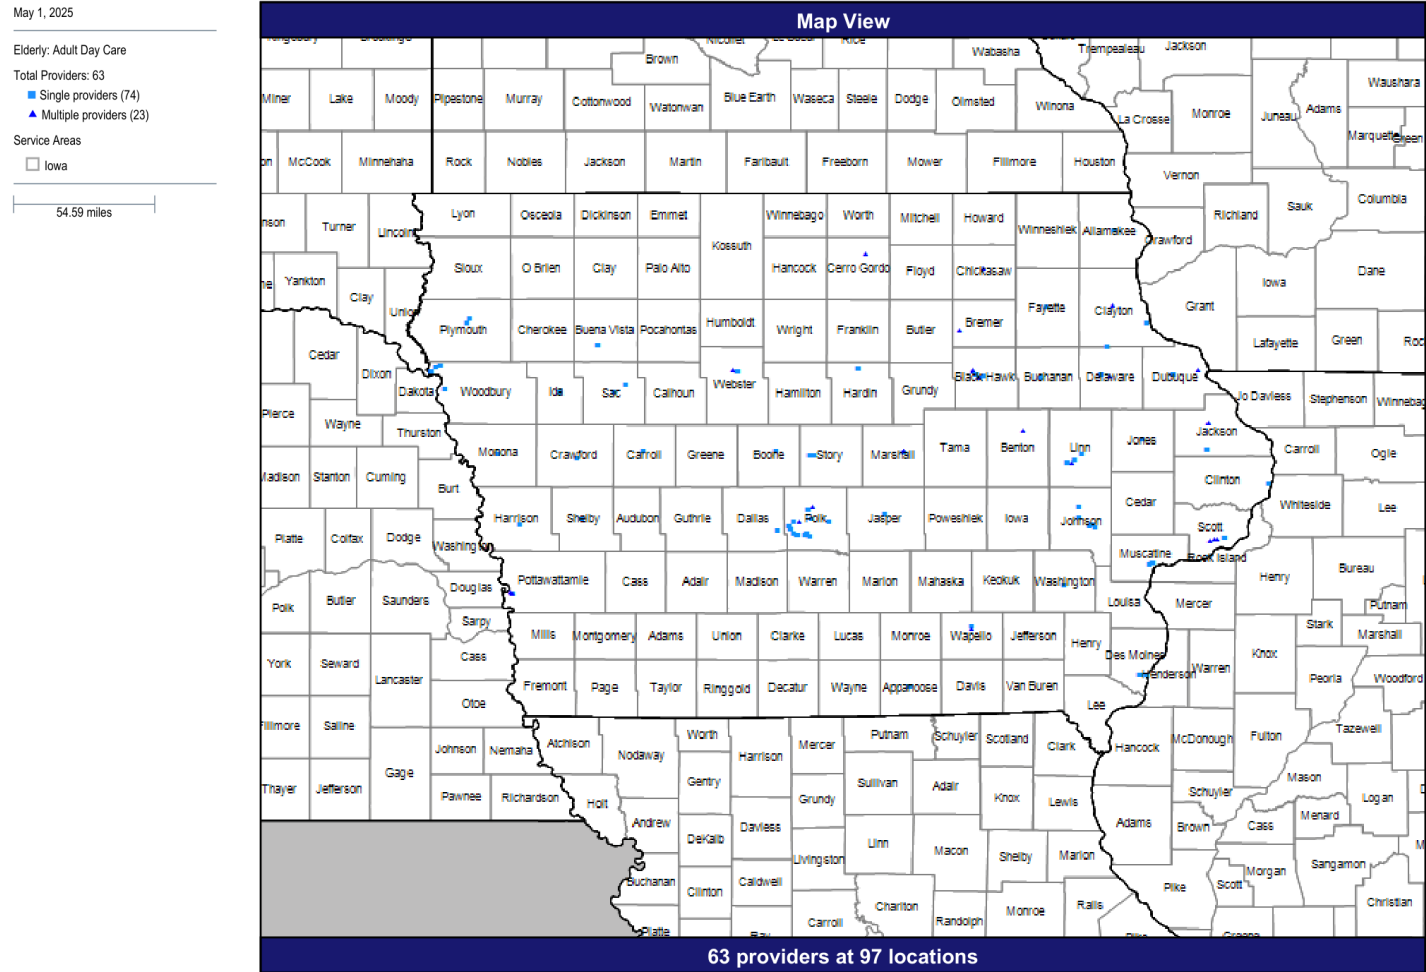 May 1, 2025
Elderly: Adult Day Care
Total Providers: 63
Single providers (74)
Multiple providers (23)
Service Areas
Iowa
54.59 miles
Map View
Brown Wabasha Trempealeau Jackson
Miner Lake Moody Pipestone Murray Cottonwood Watonwan Blue Earth Waseca Steele Dodge Olmsted Winona La Crosse Monroe Juneau Adams Waushara
Marquette Green
McCook Minnehaha Rock Nobles Jackson Martin Faribault Freeborn Mower Fillmore Houston Vernon
Turner Lincoln Lyon Osceola Dickinson Emmet Kossuth Winnebago Worth Mitchell Howard Winneshiek Allamakee Crawford Richland Sauk Columbia
Yankton Clay Union Sioux O Brien Clay Palo Alto Hancock Cerro Gordo Floyd Chickasaw Grant Iowa Dane
Plymouth Cherokee Buena Vista Pocahontas Humboldt Wright Franklin Butler Bremer Fayette Clayton Lafayette Green
Cedar Dixon Dakota Woodbury Ida Sac Calhoun Webster Hamilton Hardin Grundy Black Hawk Buchanan Delaware Dubuque Jo Daviess Stephenson Winnebago
Pierce Wayne Thurston Monona Crawford Carroll Greene Boone Story Marshall Tama Benton Linn Jones Jackson Carroll Ogle
Madison Stanton Cuming Burt Clinton Whiteside Lee
Harrison Shelby Audubon Guthrie Dallas Polk Jasper Poweshiek Iowa Johnson Cedar Scott
Platte Colfax Dodge Washington Muscatine Rock Island Henry Bureau
Douglas Pottawattamie Cass Adair Madison Warren Marion Mahaska Keokuk Washington Louisa Mercer Putnam
Polk Butler Saunders Sarpy Stark Marshall
York Seward Lancaster Cass Mills Montgomery Adams Union Clarke Lucas Monroe Wapello Jefferson Henry Des Moines Henderson Warren Knox Peoria Woodford
Otoe Fremont Page Taylor Ringgold Decatur Wayne Appanoose Davis Van Buren Lee
Fillmore Saline Johnson Nemaha Atchison Nodaway Worth Harrison Mercer Putnam Schuyler Scotland Clark Hancock McDonough Fulton Tazewell
Thayer Jefferson Gage Pawnee Richardson Holt Gentry Grundy Sullivan Adair Knox Lewis Schuyler Mason Logan
Andrew DeKalb Daviess Livingston Linn Macon Shelby Marion Adams Brown Cass Menard
Buchanan Clinton Caldwell Carroll Chariton Randolph Monroe Ralls Pike Scott Morgan Sangamon Christian
Platte Ray
63 providers at 97 locations